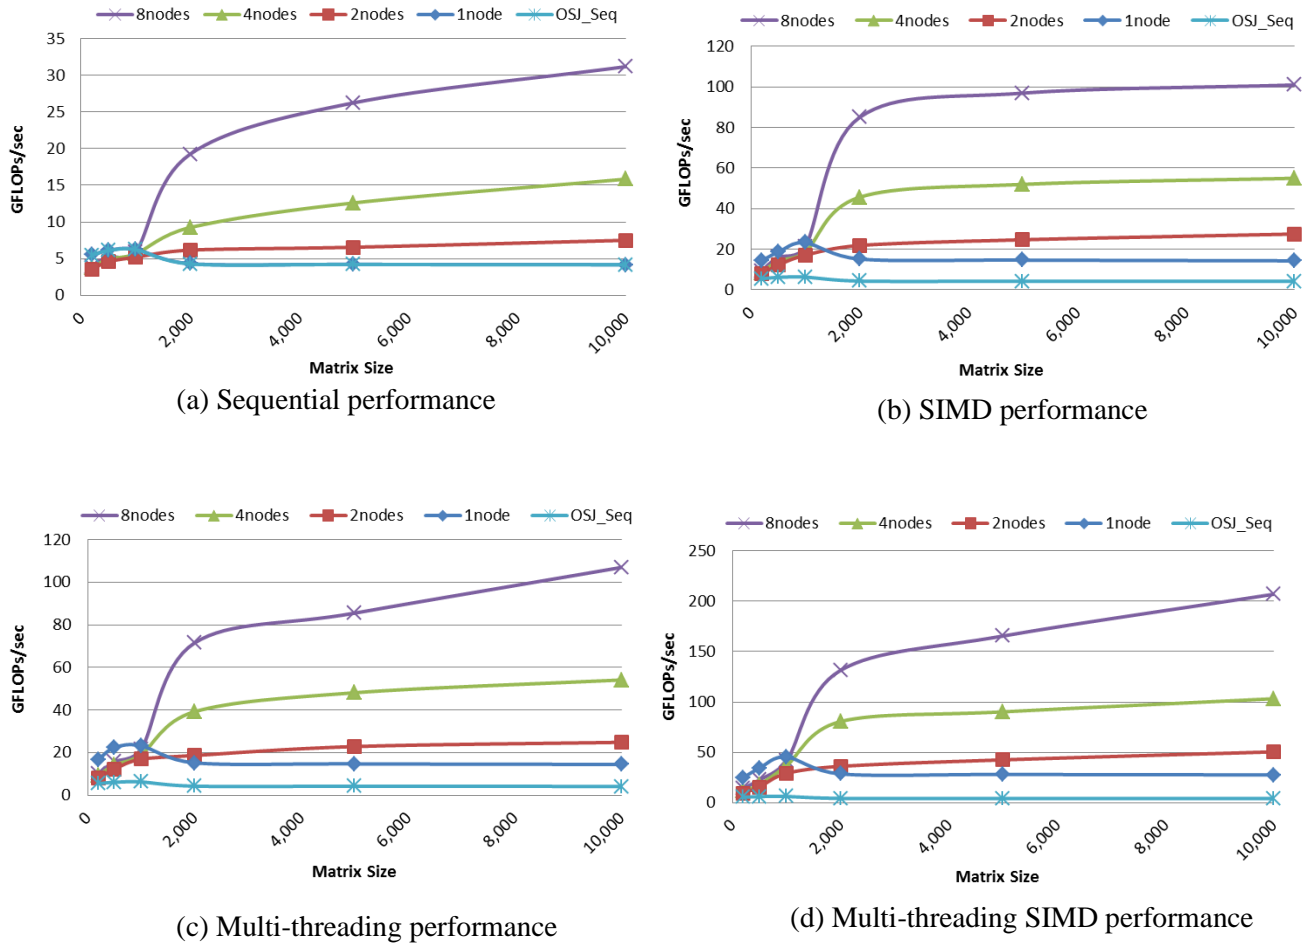 8nodes 4nodes 2nodes 1node OSJ_Seq
35
30
25
20
15
10
5
0
GFLOPs/sec
0 2,000 4,000 6,000 8,000 10,000
Matrix Size
(a) Sequential performance
8nodes 4nodes 2nodes 1node OSJ_Seq
120
100
80
60
40
20
0
GFLOPs/sec
0 2,000 4,000 6,000 8,000 10,000
Matrix Size
(b) SIMD performance
8nodes 4nodes 2nodes 1node OSJ_Seq
120
100
80
60
40
20
0
GFLOPs/sec
0 2,000 4,000 6,000 8,000 10,000
Matrix Size
(c) Multi-threading performance
8nodes 4nodes 2nodes 1node OSJ_Seq
250
200
150
100
50
0
GFLOPs/sec
0 2,000 4,000 6,000 8,000 10,000
Matrix Size
(d) Multi-threading SIMD performance